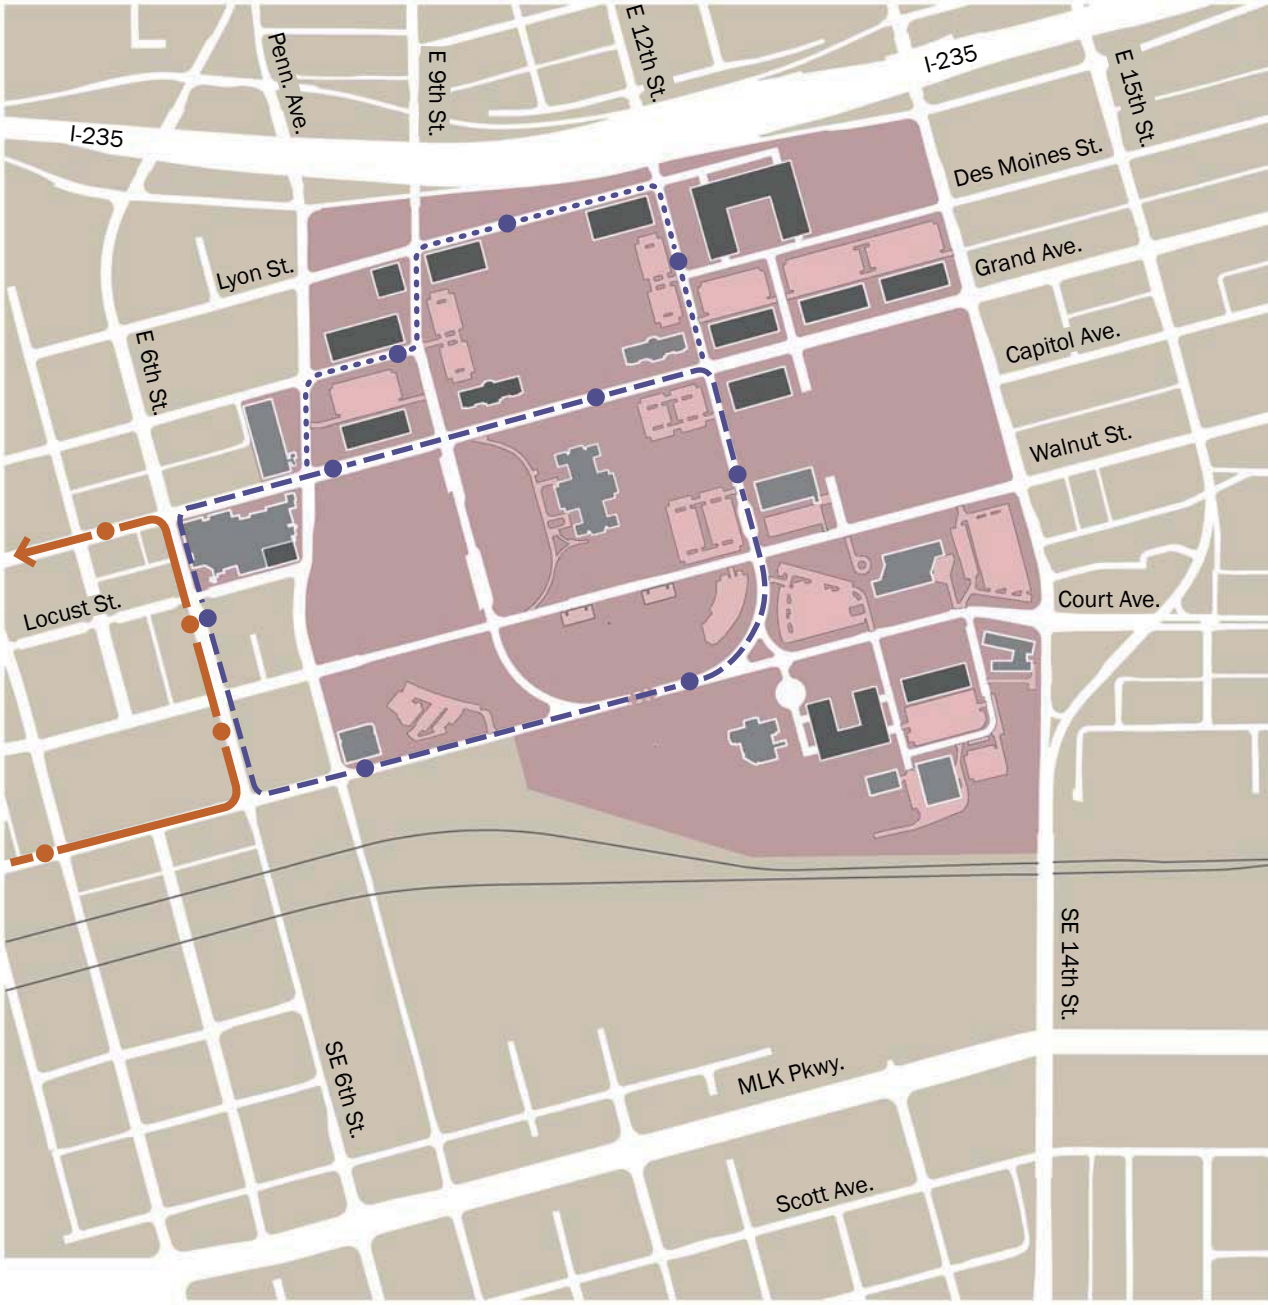 E 12th St.
Penn. Ave.
E 9th St.
I-235
E 15th St.
I-235
Des Moines St.
Lyon St.
Grand Ave.
E 6th St.
Capitol Ave.
Walnut St.
Locust St.
Court Ave.
SE 14th St.
SE 6th St.
MLK Pkwy.
Scott Ave.